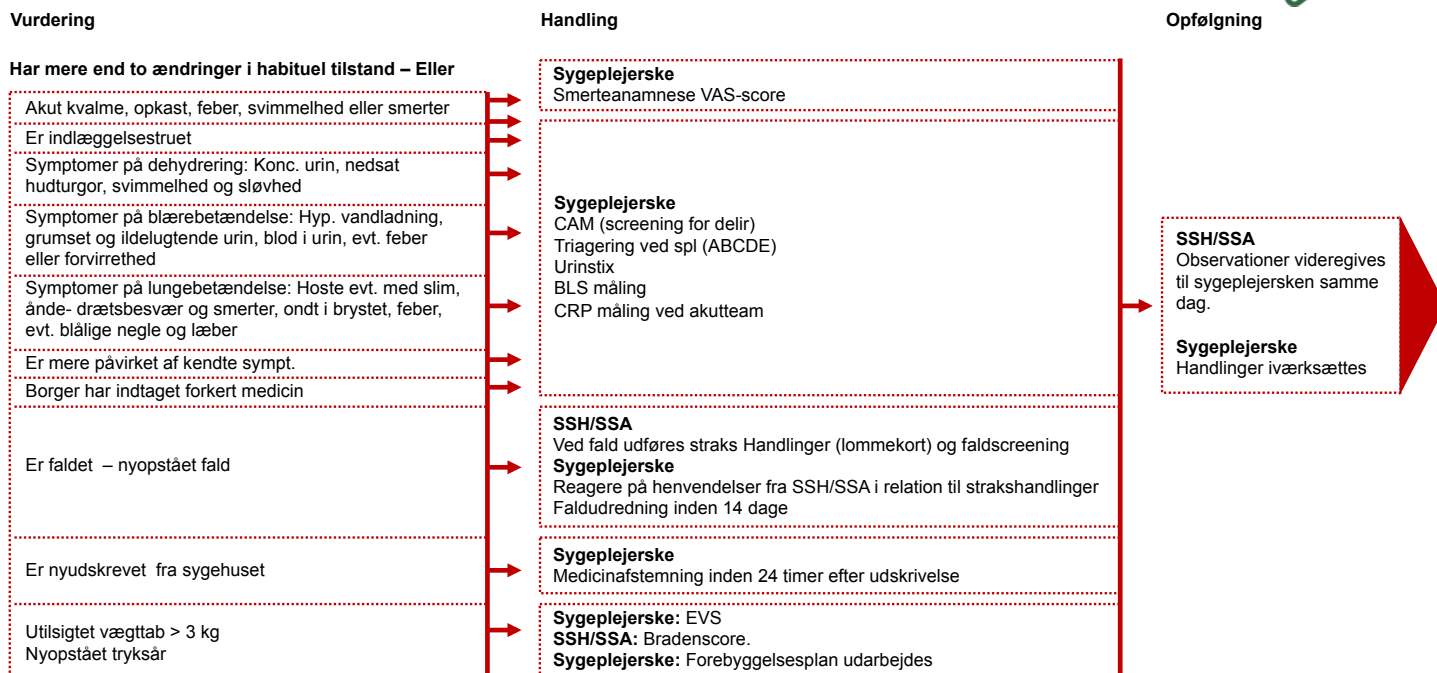 Vurdering
Handling
Opfølgning
Har mere end to ændringer i habituel tilstand – Eller
Akut kvalme, opkast, feber, svimmelhed eller smerter
Er indlæggelsestruet
Symptomer på dehydrering: Konc. urin, nedsat
hudturgor, svimmelhed og sløvhed
Symptomer på blærebetændelse: Hyp. vandladning,
grumset og ildelugtende urin, blod i urin, evt. feber
eller forvirrethed
Symptomer på lungebetændelse: Hoste evt. med slim,
ånde- drætsbesvær og smerter, ondt i brystet, feber,
evt. blålige negle og læber
Er mere påvirket af kendte sympt.
Borger har indtaget forkert medicin
Er faldet – nyopstået fald
Er nyudskrevet fra sygehuset
Utilsigtet vægttab > 3 kg
Nyopstået tryksår
Sygeplejerske
Smerteanamnese VAS-score
Sygeplejerske
CAM (screening for delir)
Triagering ved spl (ABCDE)
Urinstix
BLS måling
CRP måling ved akutteam
SSH/SSA
Ved fald udføres straks Handlinger (lommekort) og faldscreening
Sygeplejerske
Reagere på henvendelser fra SSH/SSA i relation til strakshandlinger
Faldudredning inden 14 dage
Sygeplejerske
Medicinafstemning inden 24 timer efter udskrivelse
Sygeplejerske: EVS
SSH/SSA: Bradenscore.
Sygeplejerske: Forebyggelsesplan udarbejdes
SSH/SSA
Observationer videregives
til sygeplejersken samme
dag.
Sygeplejerske
Handlinger iværksættes